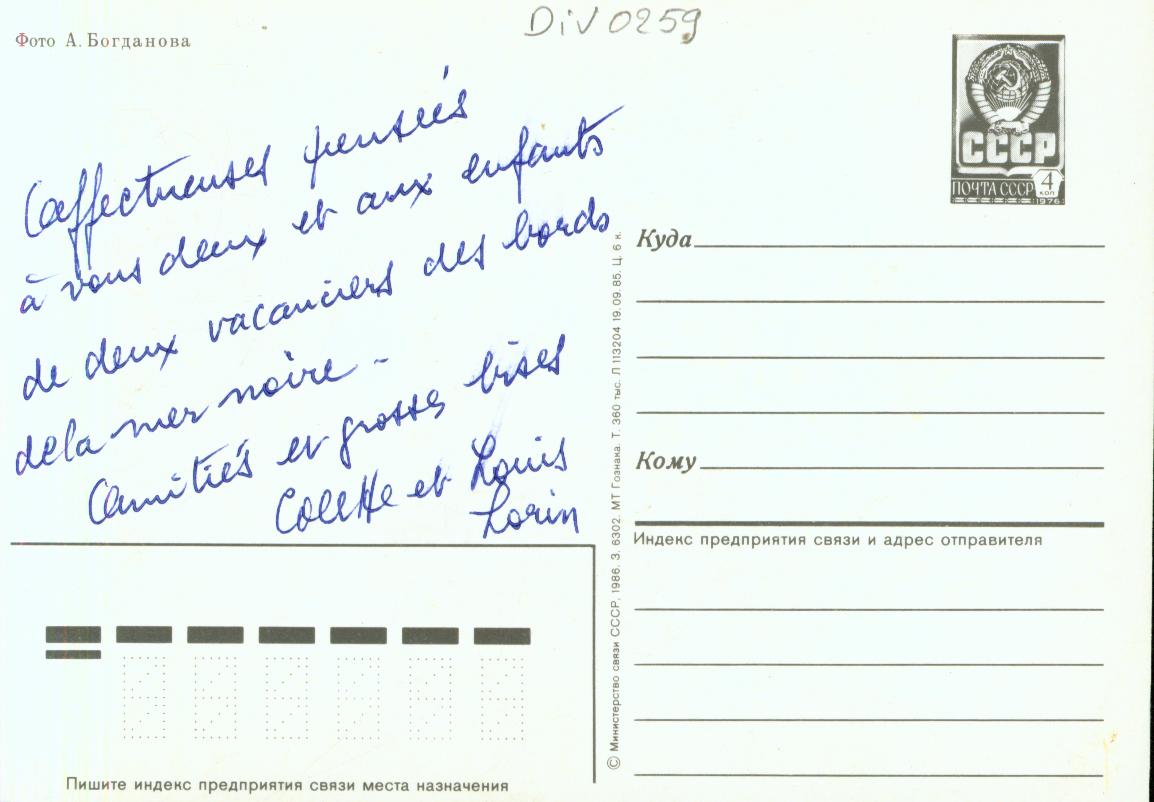 Фото А. Богданова
DiV 0259
Affectueuses pensées
à vous deux et aux enfants
de deux vacanciers des bords
de la mer noire -
Amitiés et grosses bises
Colette et Louis
Lorin
СССР
ПОЧТА СССР 4 КОП
1976
Куда
Кому
Индекс предприятия связи и адрес отправителя
© Министерство связи СССР, 1986. З. 6302. МТ Гознака. Т. 360 тыс. Л 113204 19.09.85. Ц. 6 к.
Пишите индекс предприятия связи места назначения